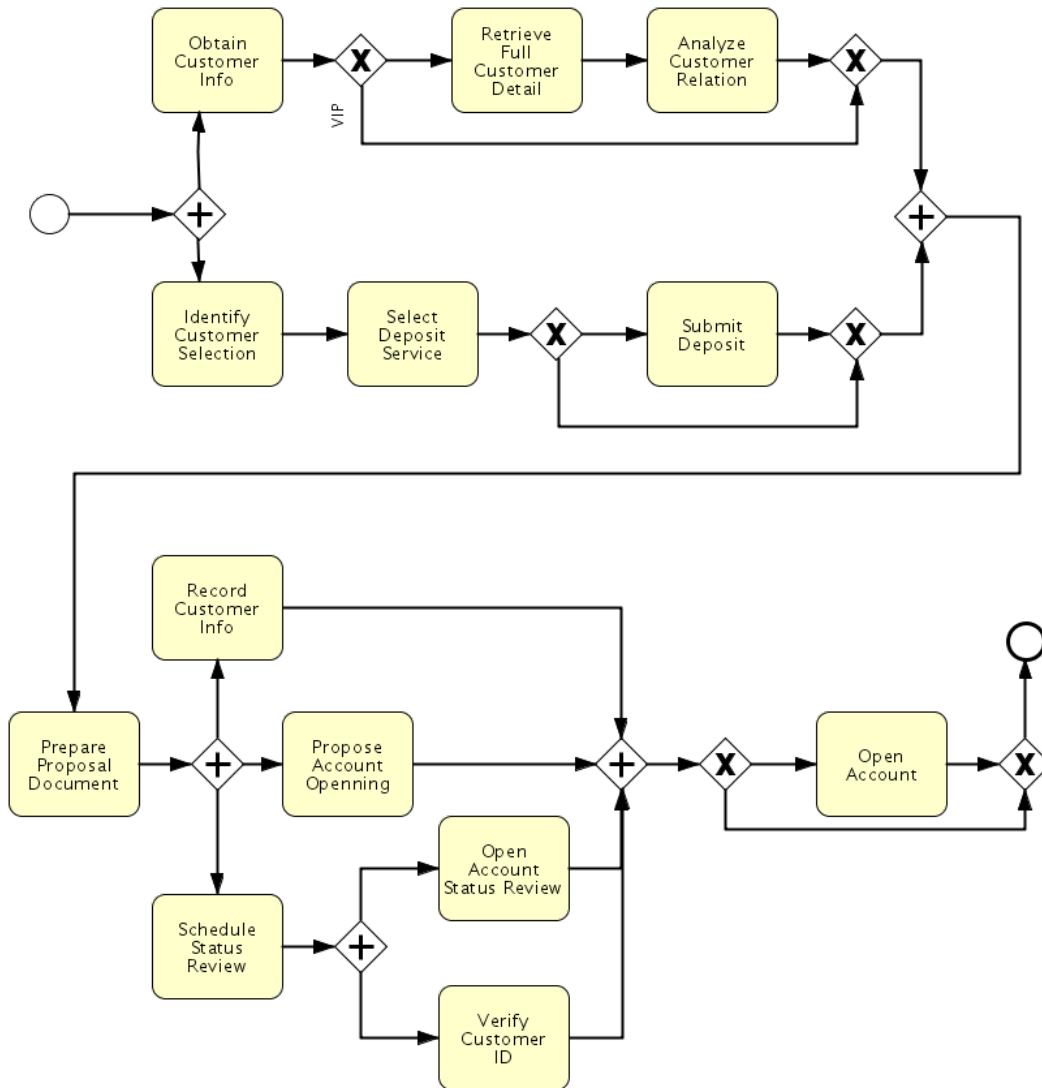 Obtain
Customer
Info
Retrieve
Full
Customer
Detail
Analyze
Customer
Relation
VIP
Identify
Customer
Selection
Select
Deposit
Service
Submit
Deposit
Record
Customer
Info
Prepare
Proposal
Document
Propose
Account
Openning
Open
Account
Open
Account
Status Review
Schedule
Status
Review
Verify
Customer
ID